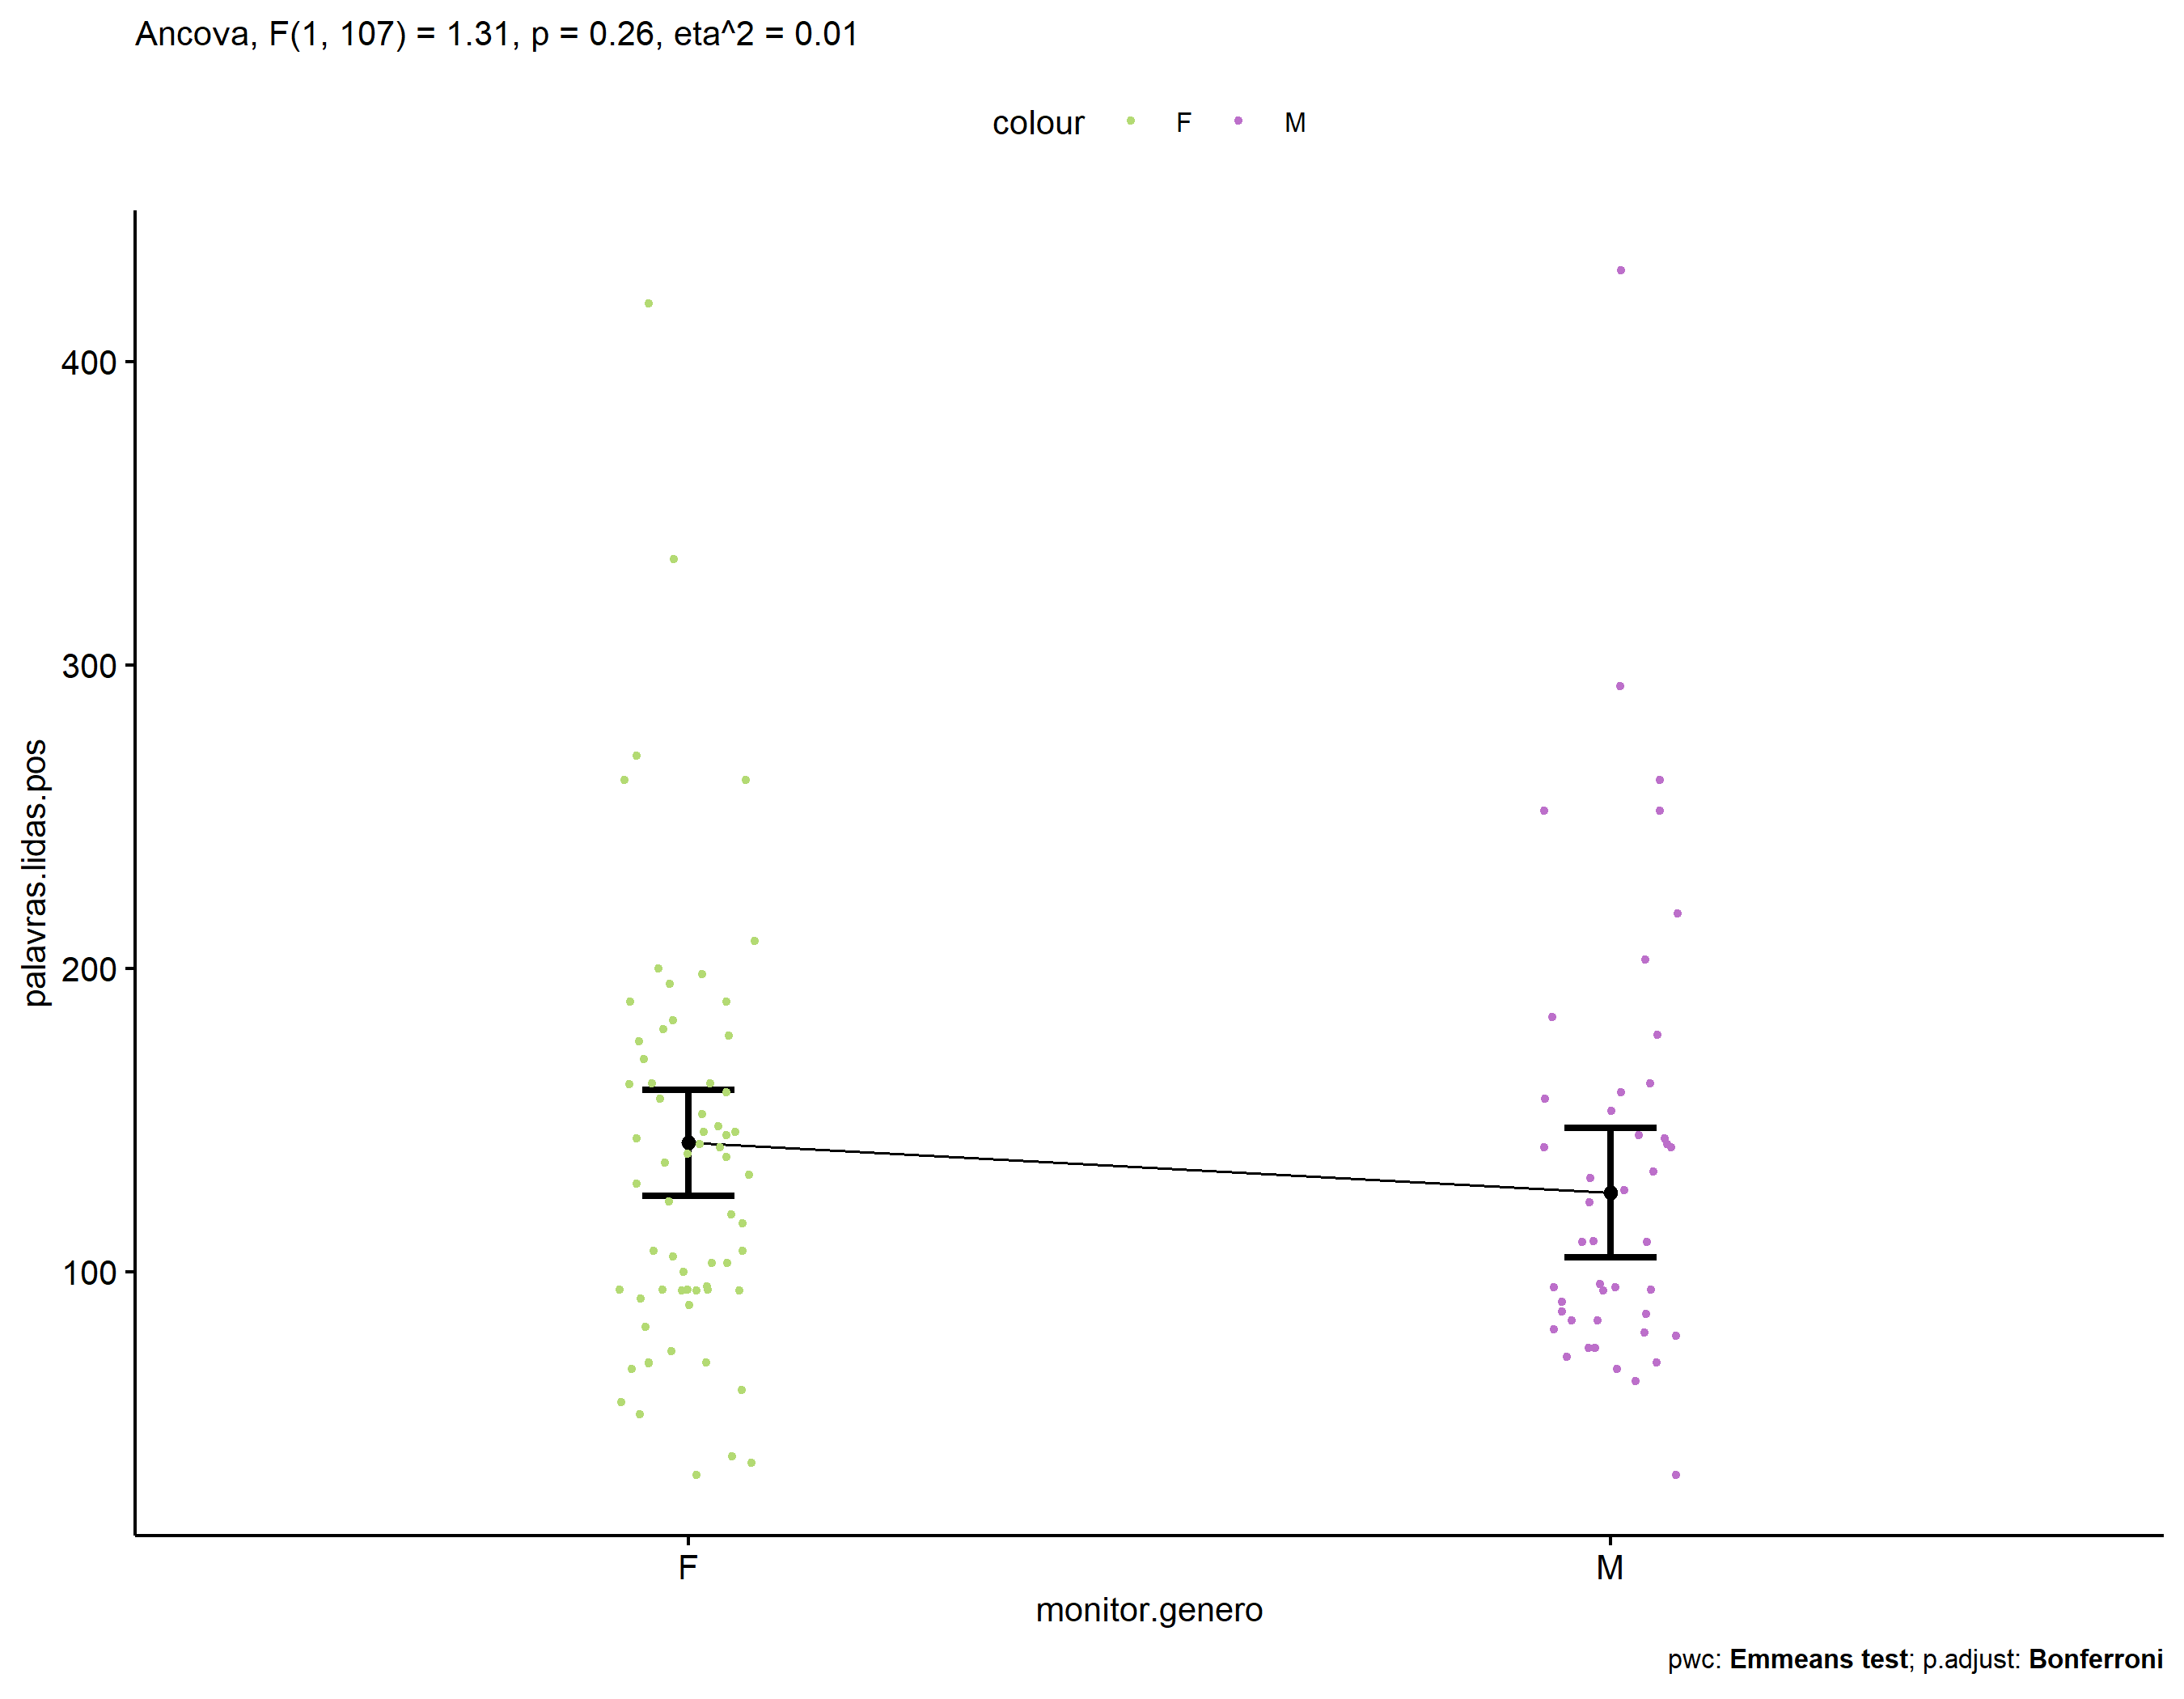 Ancova, F(1, 107) = 1.31, p = 0.26, eta^2 = 0.01
colour F M
palavras.lidas.pos
400
300
200
100
F M
monitor.genero
pwc: Emmeans test; p.adjust: Bonferroni